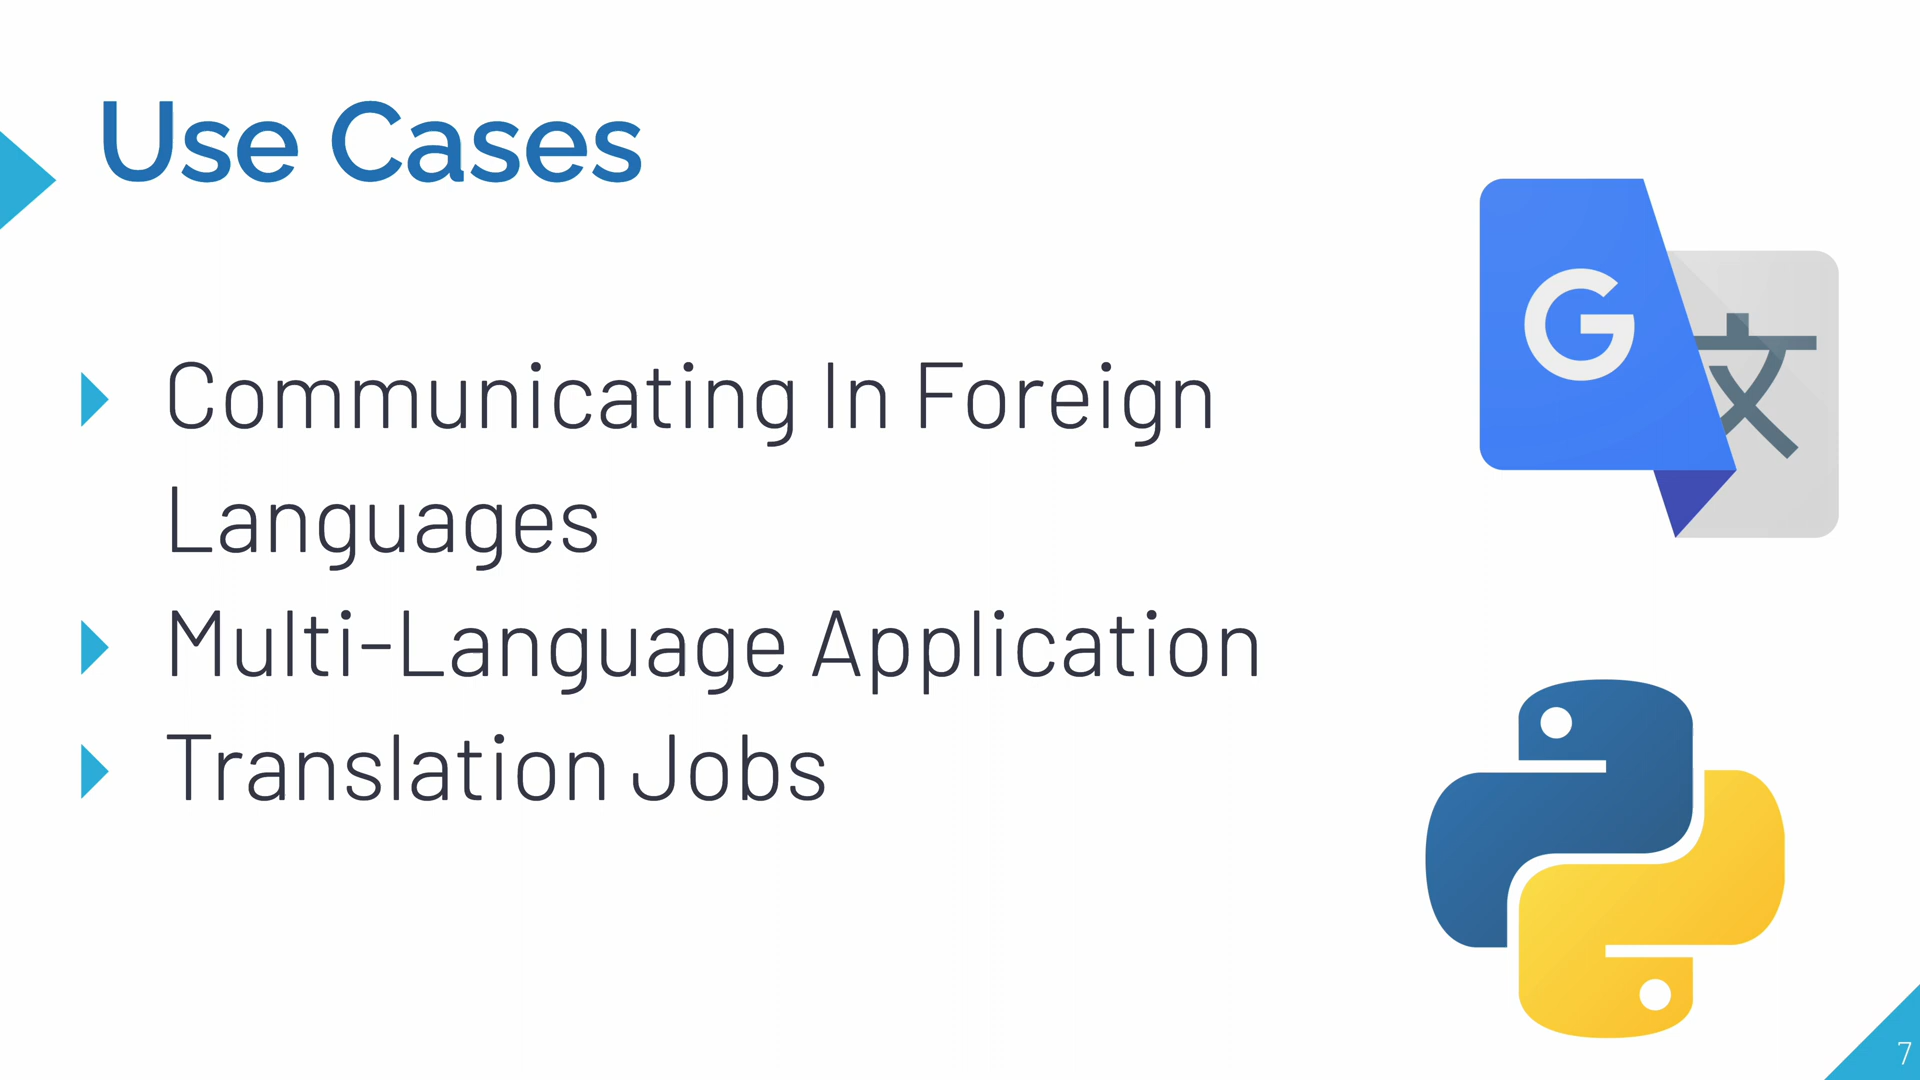 Use Cases
Communicating In Foreign
Languages
Multi-Language Application
Translation Jobs
G
文
7